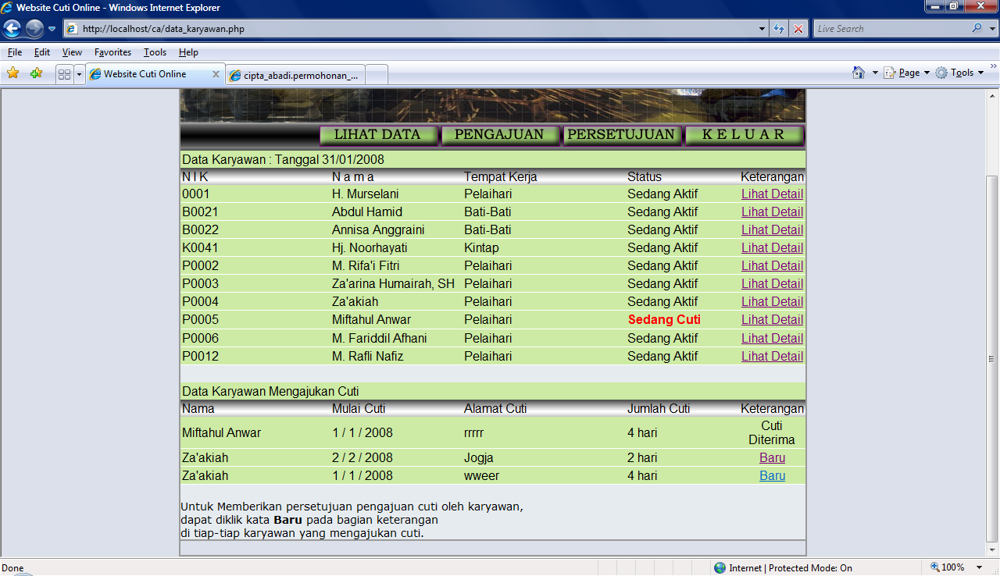 Website Cuti Online - Windows Internet Explorer
http://localhost/ca/data_karyawan.php
Live Search
File Edit View Favorites Tools Help
Website Cuti Online
cipta_abadi.permohonan_...
Page Tools
LIHAT DATA PENGAJUAN PERSETUJUAN K E L U A R
Data Karyawan : Tanggal 31/01/2008
N I K N a m a Tempat Kerja Status Keterangan
0001 H. Murselani Pelaihari Sedang Aktif Lihat Detail
B0021 Abdul Hamid Bati-Bati Sedang Aktif Lihat Detail
B0022 Annisa Anggraini Bati-Bati Sedang Aktif Lihat Detail
K0041 Hj. Noorhayati Kintap Sedang Aktif Lihat Detail
P0002 M. Rifa'i Fitri Pelaihari Sedang Aktif Lihat Detail
P0003 Za'arina Humairah, SH Pelaihari Sedang Aktif Lihat Detail
P0004 Za'akiah Pelaihari Sedang Aktif Lihat Detail
P0005 Miftahul Anwar Pelaihari Sedang Cuti Lihat Detail
P0006 M. Fariddil Afhani Pelaihari Sedang Aktif Lihat Detail
P0012 M. Rafli Nafiz Pelaihari Sedang Aktif Lihat Detail
Data Karyawan Mengajukan Cuti
Nama Mulai Cuti Alamat Cuti Jumlah Cuti Keterangan
Miftahul Anwar 1 / 1 / 2008 rrrrr 4 hari Cuti
Diterima
Za'akiah 2 / 2 / 2008 Jogja 2 hari Baru
Za'akiah 1 / 1 / 2008 wweer 4 hari Baru
Untuk Memberikan persetujuan pengajuan cuti oleh karyawan,
dapat diklik kata Baru pada bagian keterangan
di tiap-tiap karyawan yang mengajukan cuti.
Done
Internet | Protected Mode: On
100%